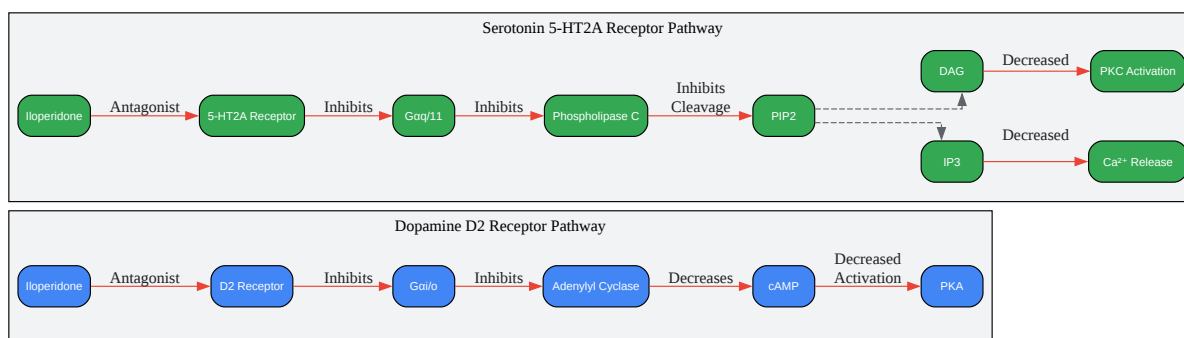 Serotonin 5-HT2A Receptor Pathway
Iloperidone
Antagonist
5-HT2A Receptor
Inhibits
Gαq/11
Inhibits
Phospholipase C
Inhibits
Cleavage
PIP2
DAG
Decreased
PKC Activation
IP3
Decreased
Ca²⁺ Release
Dopamine D2 Receptor Pathway
Iloperidone
Antagonist
D2 Receptor
Inhibits
Gαi/o
Inhibits
Adenylyl Cyclase
Decreases
cAMP
Decreased
Activation
PKA